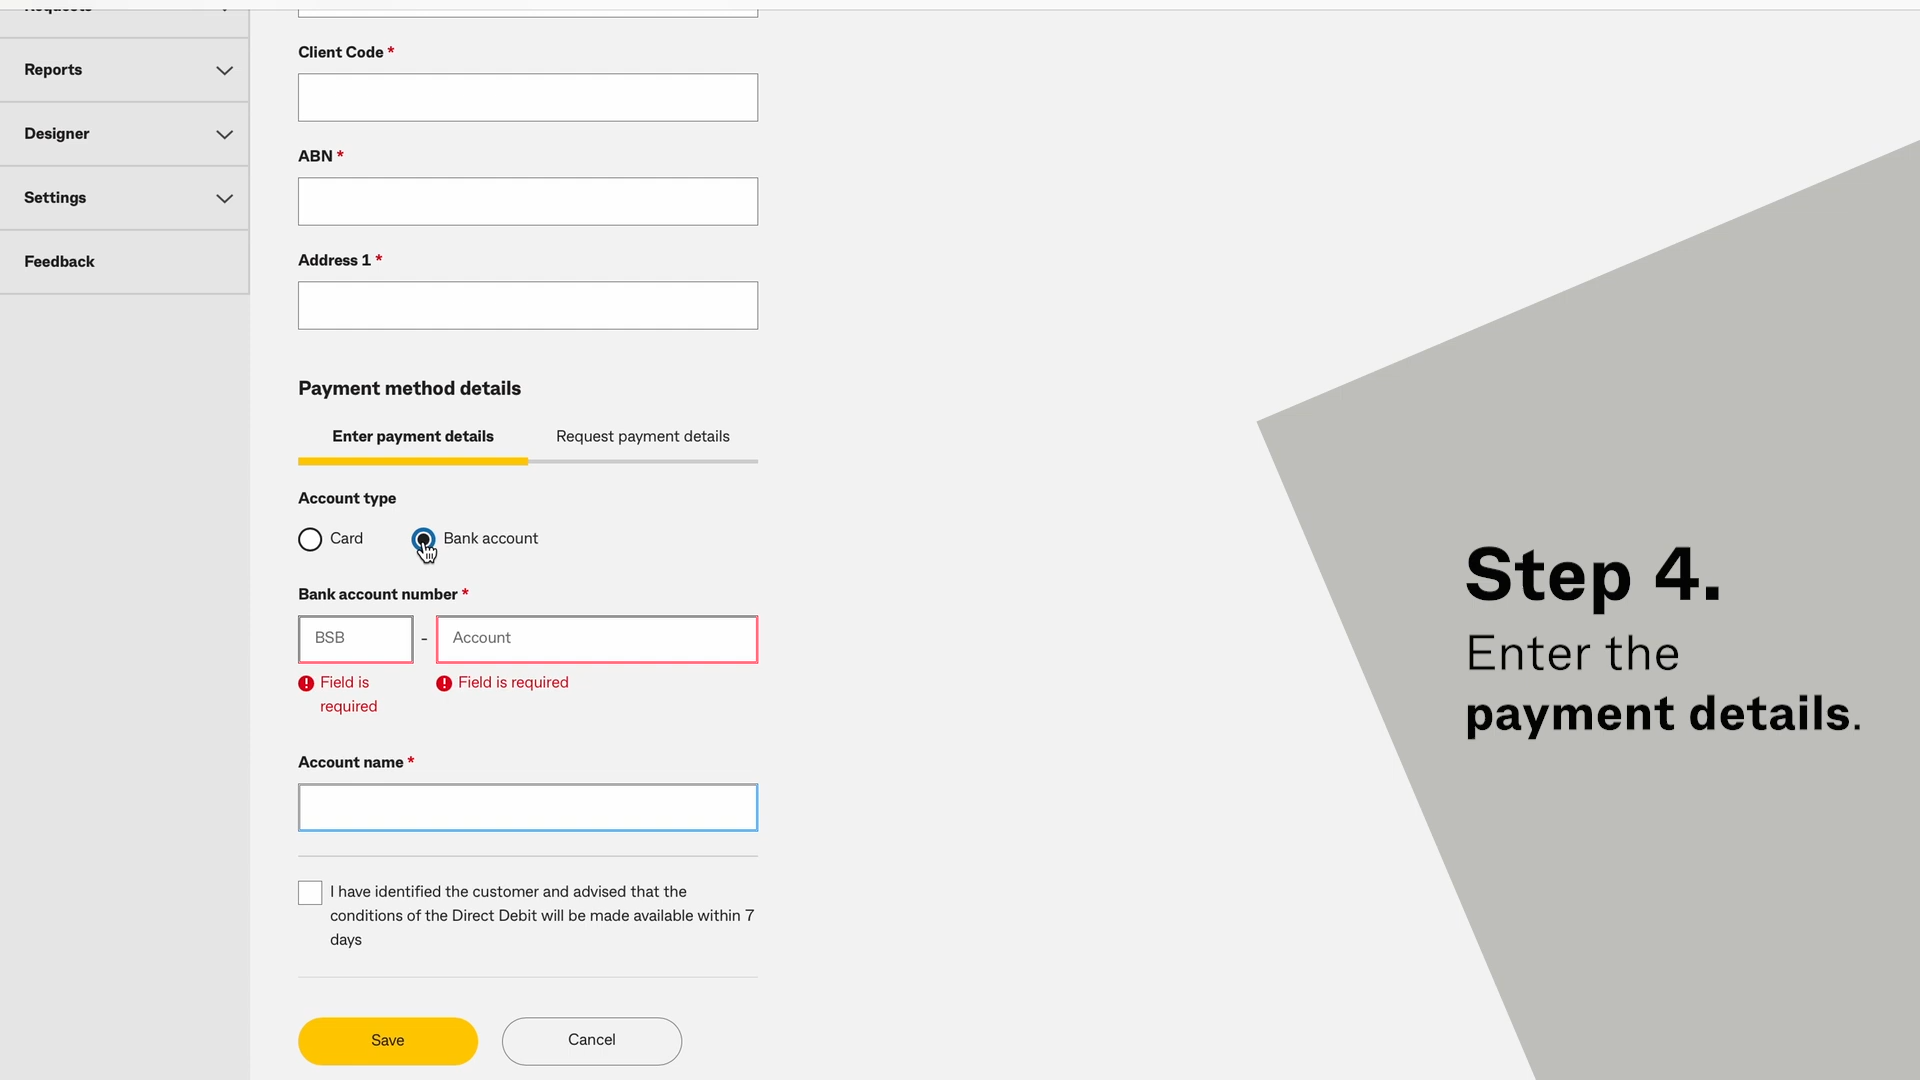 Reports
Designer
Settings
Feedback
Client Code *
ABN *
Address 1 *
Payment method details
Enter payment details
Request payment details
Account type
Card
Bank account
Bank account number *
BSB
-
Account
Field is
required
Field is required
Account name *
I have identified the customer and advised that the
conditions of the Direct Debit will be made available within 7
days
Save
Cancel
Step 4.
Enter the
payment details.